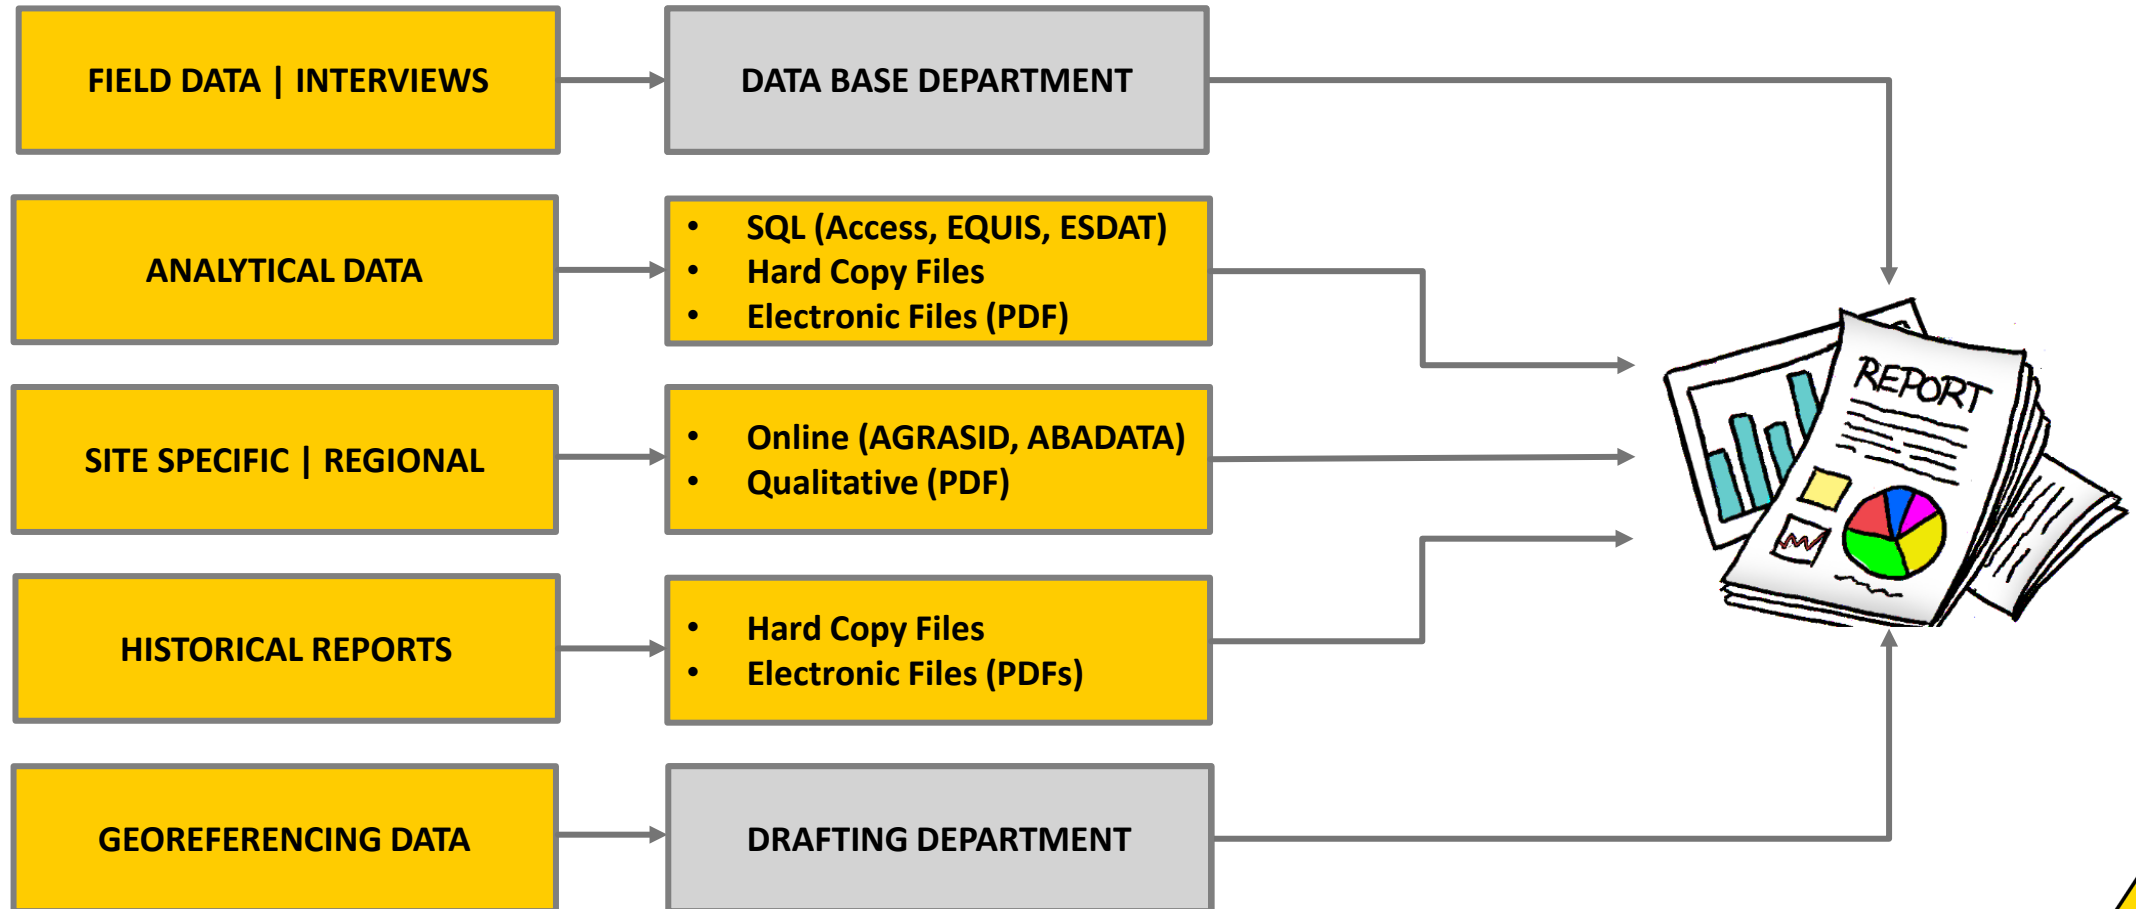 FIELD DATA | INTERVIEWS
DATA BASE DEPARTMENT
ANALYTICAL DATA
• SQL (Access, EQUIS, ESDAT)
• Hard Copy Files
• Electronic Files (PDF)
SITE SPECIFIC | REGIONAL
• Online (AGRASID, ABADATA)
• Qualitative (PDF)
HISTORICAL REPORTS
• Hard Copy Files
• Electronic Files (PDFs)
GEOREFERENCING DATA
DRAFTING DEPARTMENT
REPORT